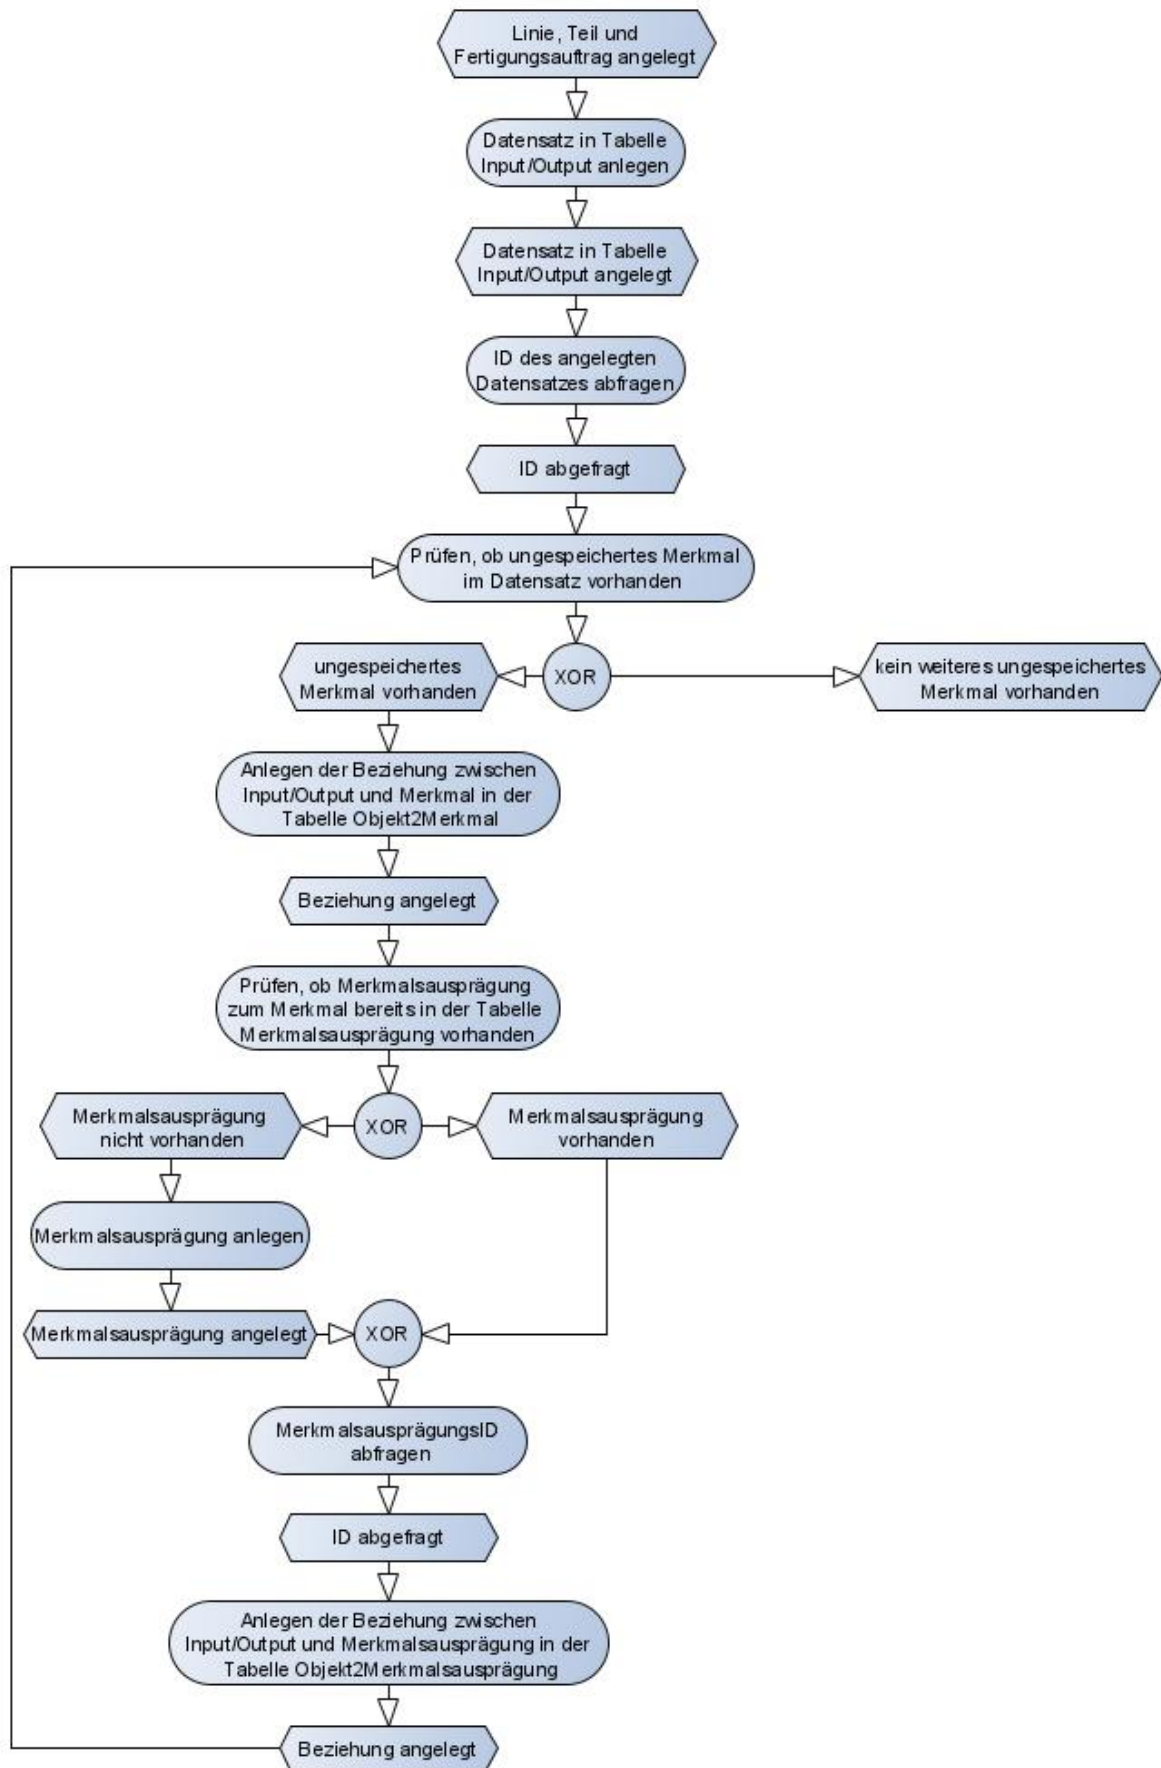 Linie, Teil und
Fertigungsauftrag angelegt
Datensatz in Tabelle
Input/Output anlegen
Datensatz in Tabelle
Input/Output angelegt
ID des angelegten
Datensatzes abfragen
ID abgefragt
Prüfen, ob ungespeichertes Merkmal
im Datensatz vorhanden
ungespeichertes
Merkmal vorhanden
XOR
kein weiteres ungespeichertes
Merkmal vorhanden
Anlegen der Beziehung zwischen
Input/Output und Merkmal in der
Tabelle Objekt2Merkmal
Beziehung angelegt
Prüfen, ob Merkmalsausprägung
zum Merkmal bereits in der Tabelle
Merkmalsausprägung vorhanden
Merkmalsausprägung
nicht vorhanden
XOR
Merkmalsausprägung
vorhanden
Merkmalsausprägung anlegen
Merkmalsausprägung angelegt
XOR
MerkmalsausprägungsID
abfragen
ID abgefragt
Anlegen der Beziehung zwischen
Input/Output und Merkmalsausprägung in der
Tabelle Objekt2Merkmalsausprägung
Beziehung angelegt